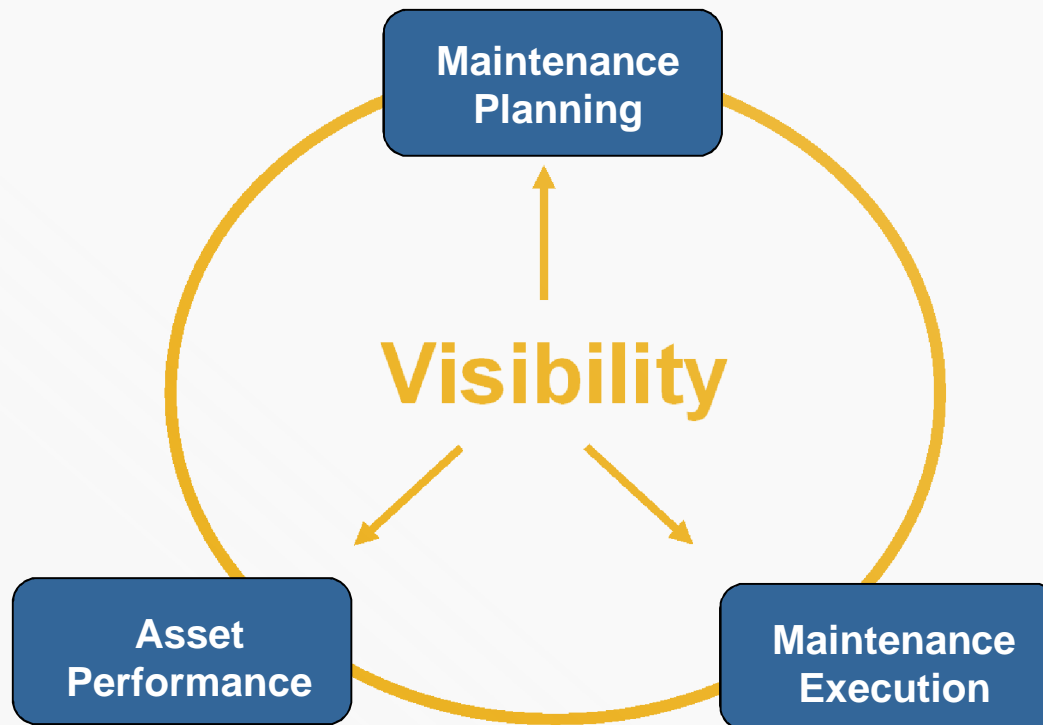 Maintenance
Planning
Visibility
Asset
Performance
Maintenance
Execution